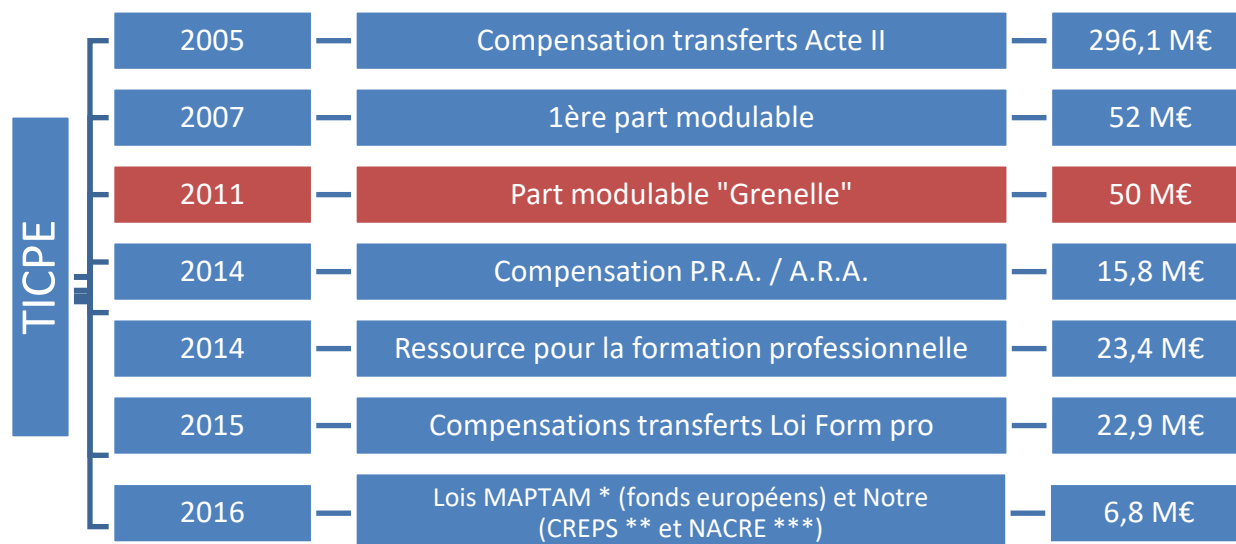 TICPE
2005
Compensation transferts Acte II
296,1 M€
2007
1ère part modulable
52 M€
2011
Part modulable "Grenelle"
50 M€
2014
Compensation P.R.A. / A.R.A.
15,8 M€
2014
Ressource pour la formation professionnelle
23,4 M€
2015
Compensations transferts Loi Form pro
22,9 M€
2016
Lois MAPTAM * (fonds européens) et Notre
(CREPS ** et NACRE ***)
6,8 M€